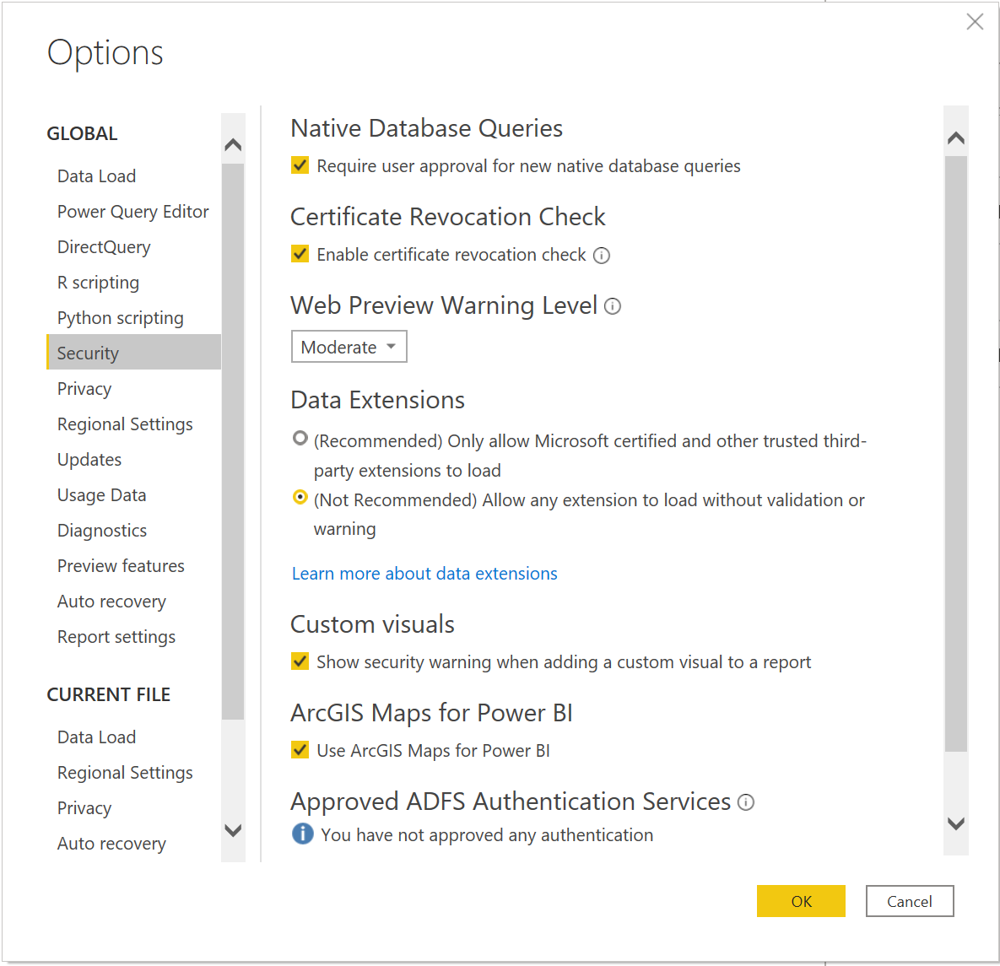 Options
GLOBAL
Data Load
Power Query Editor
DirectQuery
R scripting
Python scripting
Security
Privacy
Regional Settings
Updates
Usage Data
Diagnostics
Preview features
Auto recovery
Report settings
CURRENT FILE
Data Load
Regional Settings
Privacy
Auto recovery
Native Database Queries
Require user approval for new native database queries
Certificate Revocation Check
Enable certificate revocation check
Web Preview Warning Level
Moderate
Data Extensions
(Recommended) Only allow Microsoft certified and other trusted third-
party extensions to load
(Not Recommended) Allow any extension to load without validation or
warning
Learn more about data extensions
Custom visuals
Show security warning when adding a custom visual to a report
ArcGIS Maps for Power BI
Use ArcGIS Maps for Power BI
Approved ADFS Authentication Services
You have not approved any authentication
OK
Cancel